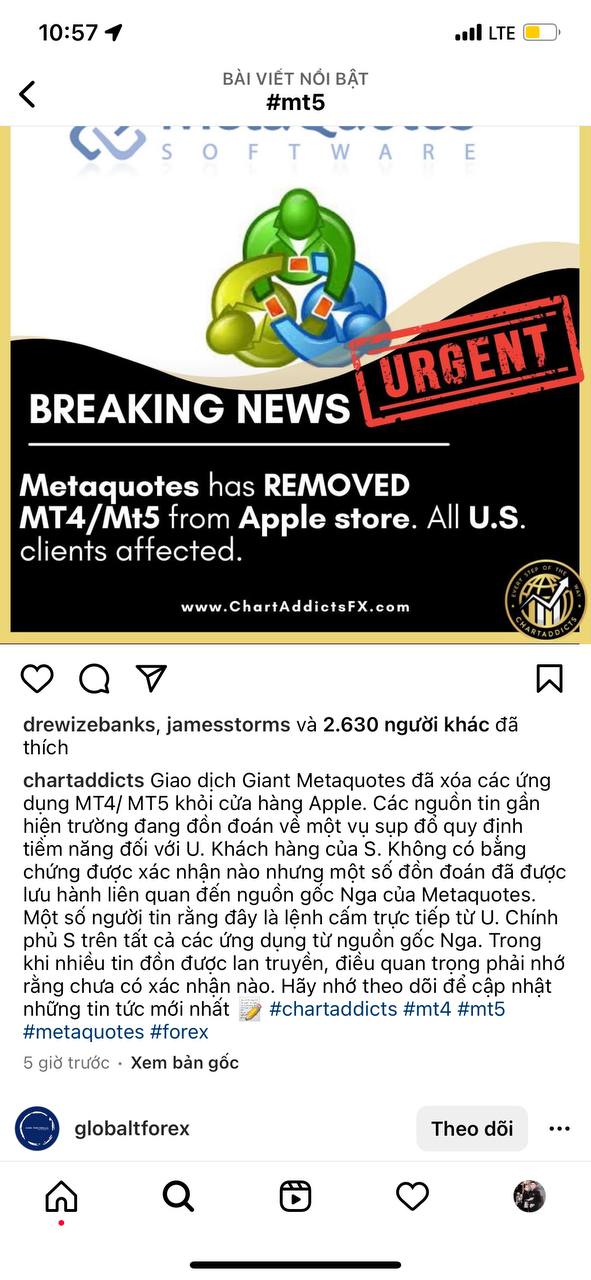 10:57
LTE
BÀI VIẾT NỔI BẬT
#mt5
MetaQuotes
S O F T W A R E
URGENT
BREAKING NEWS
Metaquotes has REMOVED
MT4/Mt5 from Apple store. All U.S.
clients affected.
www.ChartAddictsFX.com
EVERY STEP OF THE WAY
CHARTADDICTS
drewizebanks, jamesstorms và 2.630 người khác đã
thích
chartaddicts Giao dịch Giant Metaquotes đã xóa các ứng
dụng MT4/ MT5 khỏi cửa hàng Apple. Các nguồn tin gần
hiện trường đang đồn đoán về một vụ sụp đổ quy định
tiềm năng đối với U. Khách hàng của S. Không có bằng
chứng được xác nhận nào nhưng một số đồn đoán đã được
lưu hành liên quan đến nguồn gốc Nga của Metaquotes.
Một số người tin rằng đây là lệnh cấm trực tiếp từ U. Chính
phủ S trên tất cả các ứng dụng từ nguồn gốc Nga. Trong
khi nhiều tin đồn được lan truyền, điều quan trọng phải nhớ
rằng chưa có xác nhận nào. Hãy nhớ theo dõi để cập nhật
những tin tức mới nhất 📝 #chartaddicts #mt4 #mt5
#metaquotes #forex
5 giờ trước · Xem bản gốc
globaltforex
Theo dõi